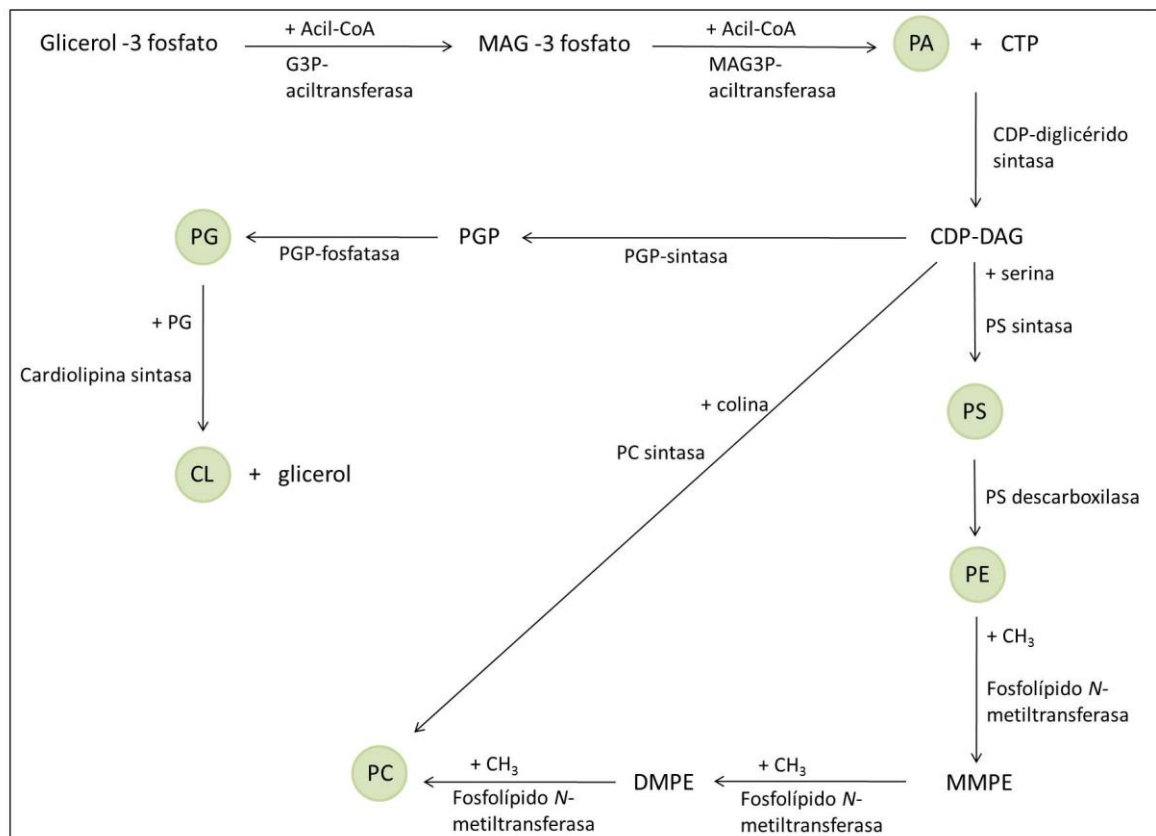 + Acil-CoA
+ Acil-CoA
Glicerol -3 fosfato
MAG -3 fosfato
PA
+ CTP
G3P-
aciltransferasa
MAG3P-
aciltransferasa
CDP-diglicérido
sintasa
PG
PGP
CDP-DAG
PGP-fosfatasa
PGP-sintasa
+ serina
PS sintasa
+ PG
Cardiolipina sintasa
+ colina
PC sintasa
PS
CL
+ glicerol
PS descarboxilasa
PE
+ CH₃
Fosfolípido N-
metiltransferasa
PC
+ CH₃
Fosfolípido N-
metiltransferasa
DMPE
+ CH₃
Fosfolípido N-
metiltransferasa
MMPE